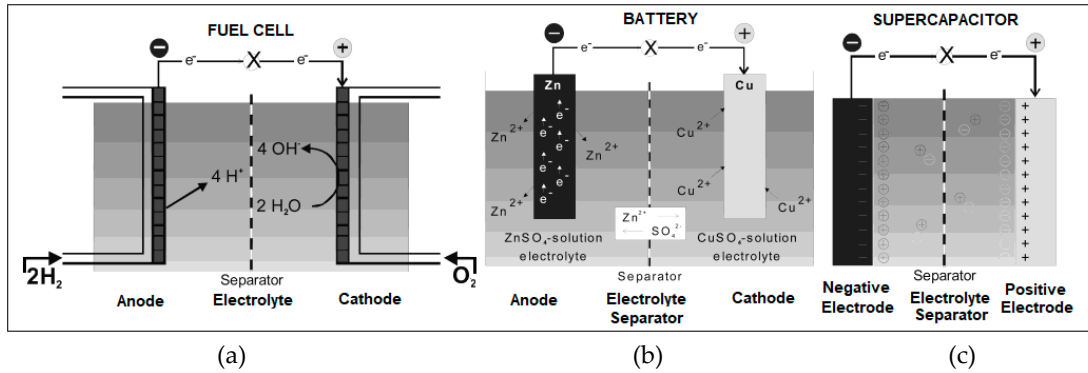 FUEL CELL
− +
e⁻ X e⁻
4 OH⁻
4 H⁺
2 H₂O
2H₂
O₂
Separator
Anode Electrolyte Cathode
(a)
BATTERY
− +
e⁻ X e⁻
Zn Cu
e⁻ e⁻
Zn²⁺ Cu²⁺
e⁻ e⁻
Zn²⁺
e⁻ e⁻
Cu²⁺
Zn²⁺ e⁻ e⁻ Cu²⁺
Zn²⁺
SO₄²⁻
ZnSO₄-solution CuSO₄-solution
electrolyte electrolyte
Separator
Anode Electrolyte Cathode
Separator
(b)
SUPERCAPACITOR
− +
e⁻ X e⁻
Separator
Negative Electrolyte Positive
Electrode Separator Electrode
(c)